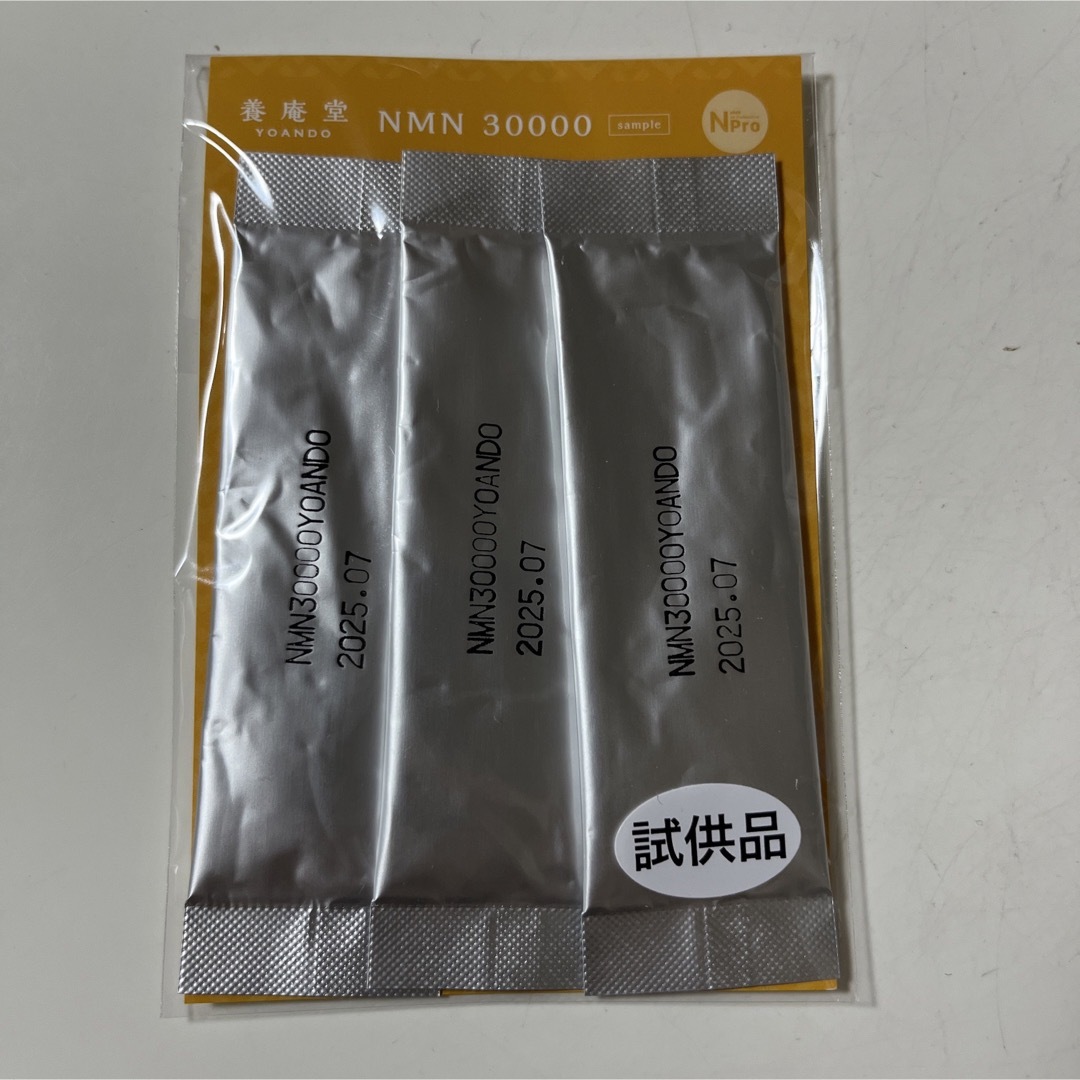 養庵堂
YOANDO
NMN 30000
sample
NPro
NMN30000YOANDO
2025.07
NMN30000YOANDO
2025.07
NMN30000YOANDO
2025.07
試供品